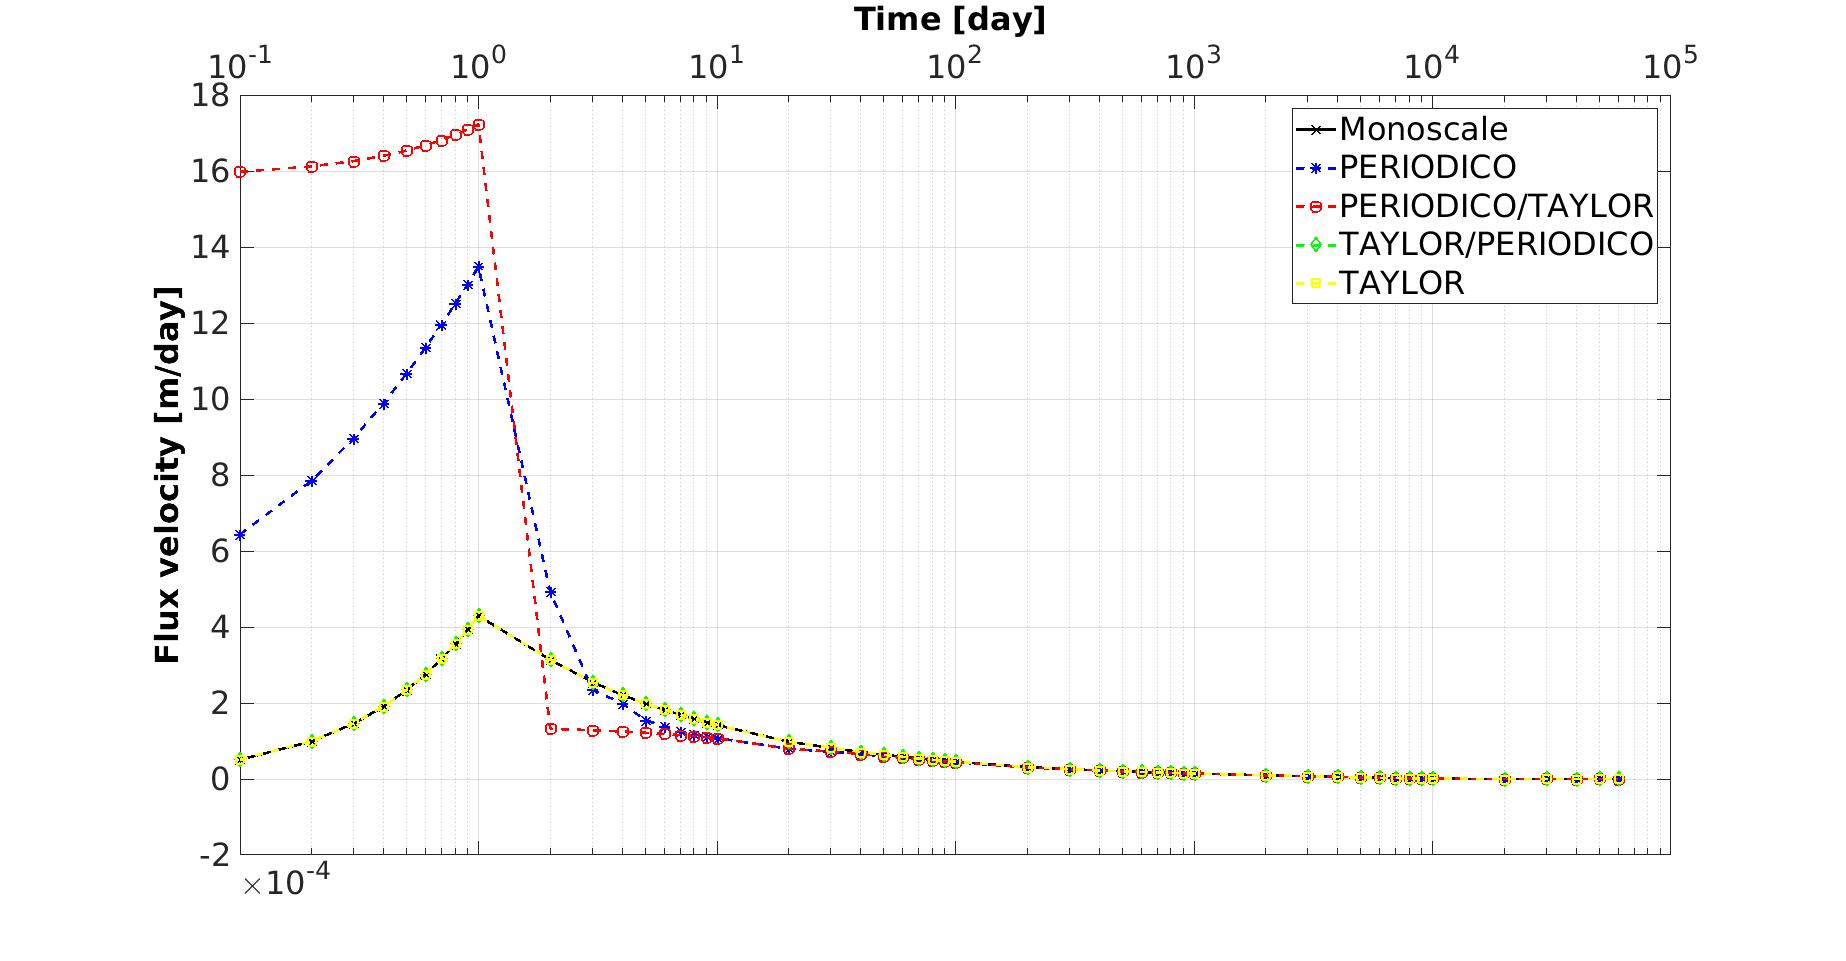 Time [day]
10^-1 10^0 10^1 10^2 10^3 10^4 10^5
18
16
14
12
10
8
6
4
2
0
-2
Flux velocity [m/day]
×10^-4
Monoscale
PERIODICO
PERIODICO/TAYLOR
TAYLOR/PERIODICO
TAYLOR